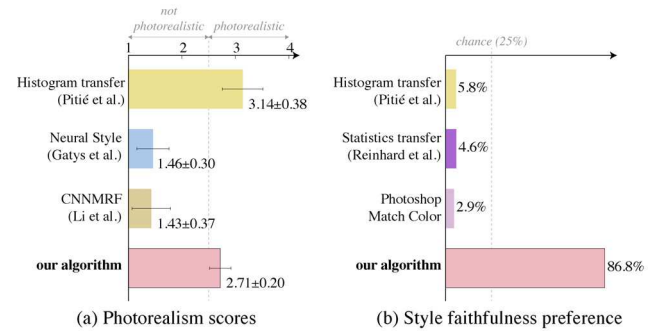 not
photorealistic
photorealistic
1 2 3 4
Histogram transfer
(Pitié et al.)
3.14±0.38
Neural Style
(Gatys et al.)
1.46±0.30
CNNMRF
(Li et al.)
1.43±0.37
our algorithm
2.71±0.20
(a) Photorealism scores
chance (25%)
Histogram transfer
(Pitié et al.)
5.8%
Statistics transfer
(Reinhard et al.)
4.6%
Photoshop
Match Color
2.9%
our algorithm
86.8%
(b) Style faithfulness preference